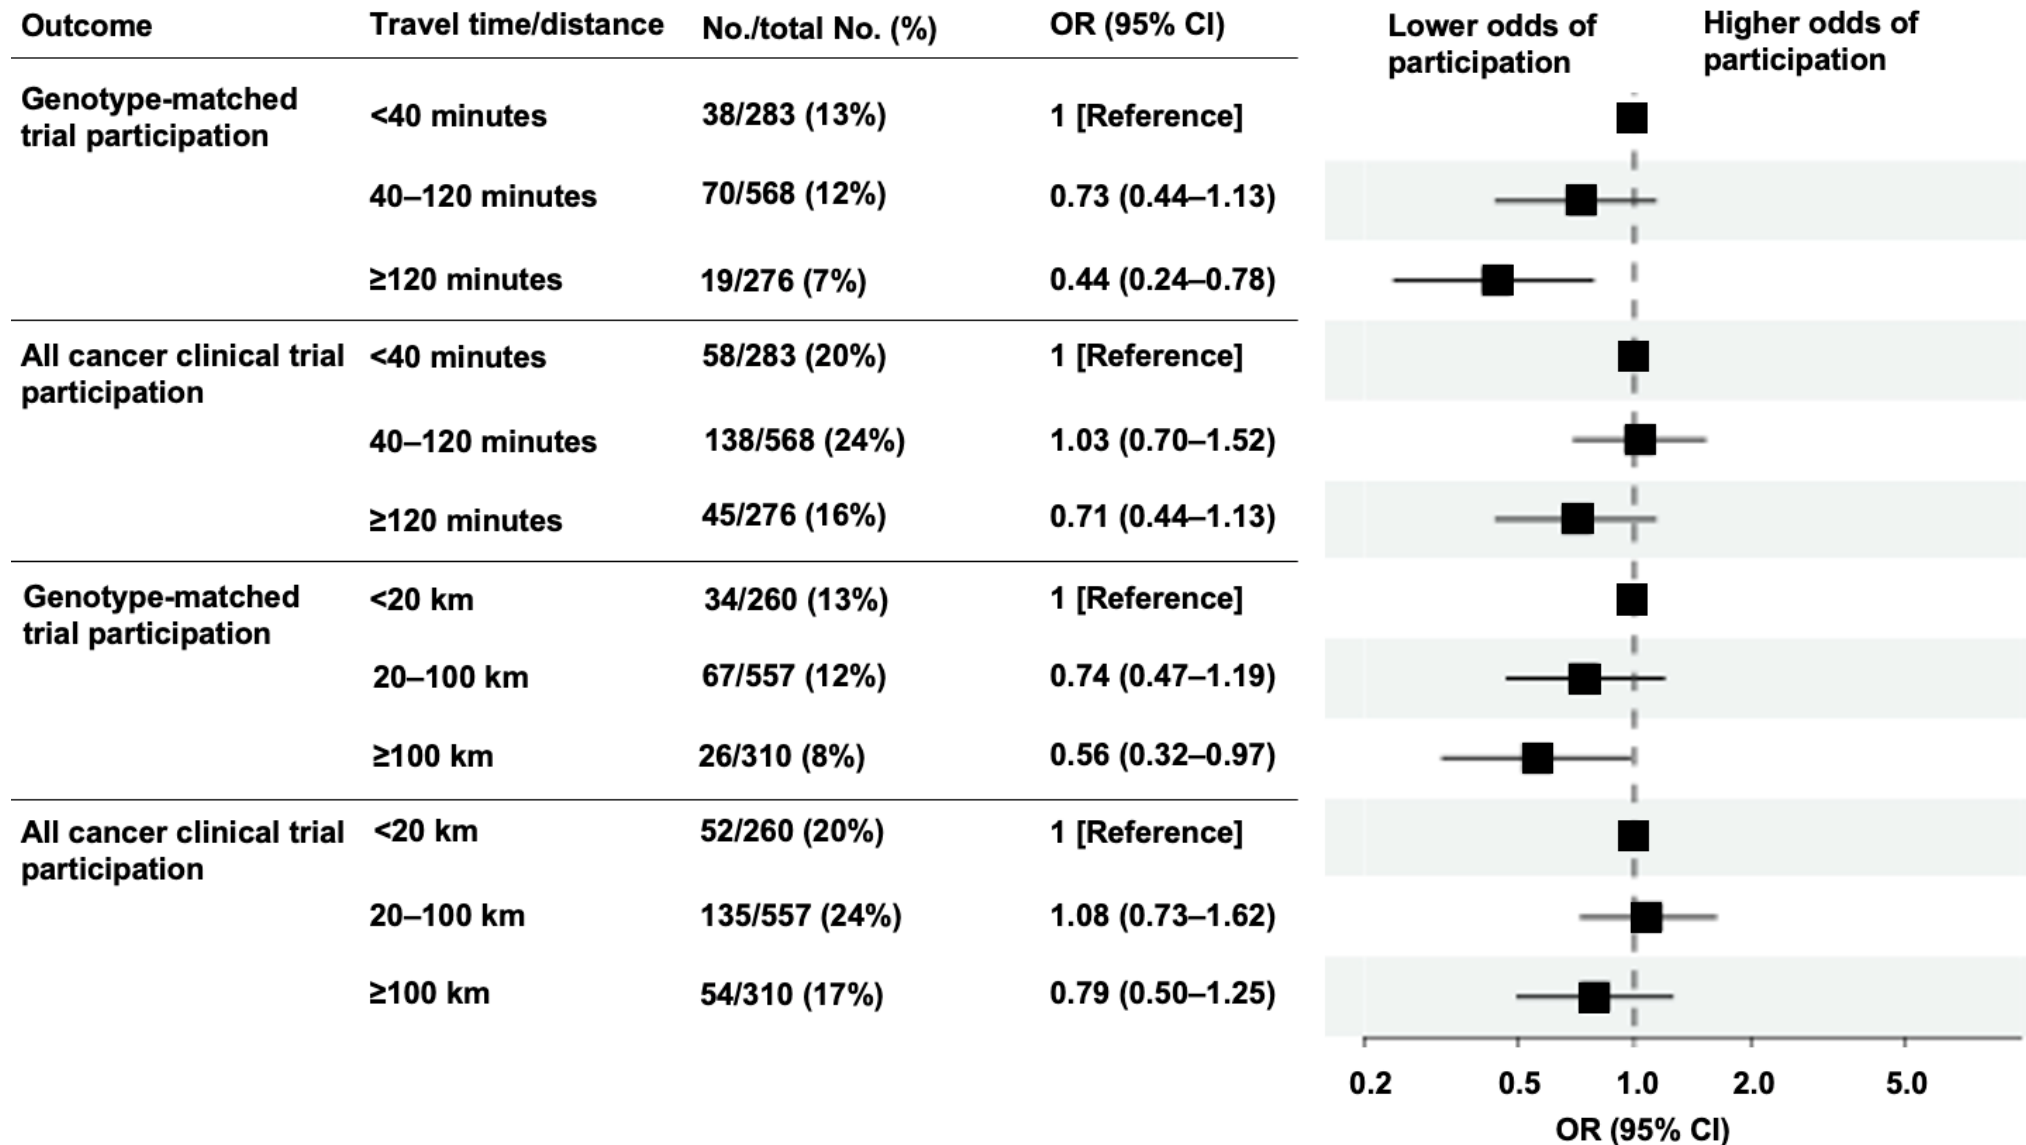 Outcome Travel time/distance No./total No. (%) OR (95% CI) Lower odds of participation Higher odds of participation
Genotype-matched trial participation <40 minutes 38/283 (13%) 1 [Reference]
40–120 minutes 70/568 (12%) 0.73 (0.44–1.13)
≥120 minutes 19/276 (7%) 0.44 (0.24–0.78)
All cancer clinical trial participation <40 minutes 58/283 (20%) 1 [Reference]
40–120 minutes 138/568 (24%) 1.03 (0.70–1.52)
≥120 minutes 45/276 (16%) 0.71 (0.44–1.13)
Genotype-matched trial participation <20 km 34/260 (13%) 1 [Reference]
20–100 km 67/557 (12%) 0.74 (0.47–1.19)
≥100 km 26/310 (8%) 0.56 (0.32–0.97)
All cancer clinical trial participation <20 km 52/260 (20%) 1 [Reference]
20–100 km 135/557 (24%) 1.08 (0.73–1.62)
≥100 km 54/310 (17%) 0.79 (0.50–1.25)
0.2 0.5 1.0 2.0 5.0
OR (95% CI)